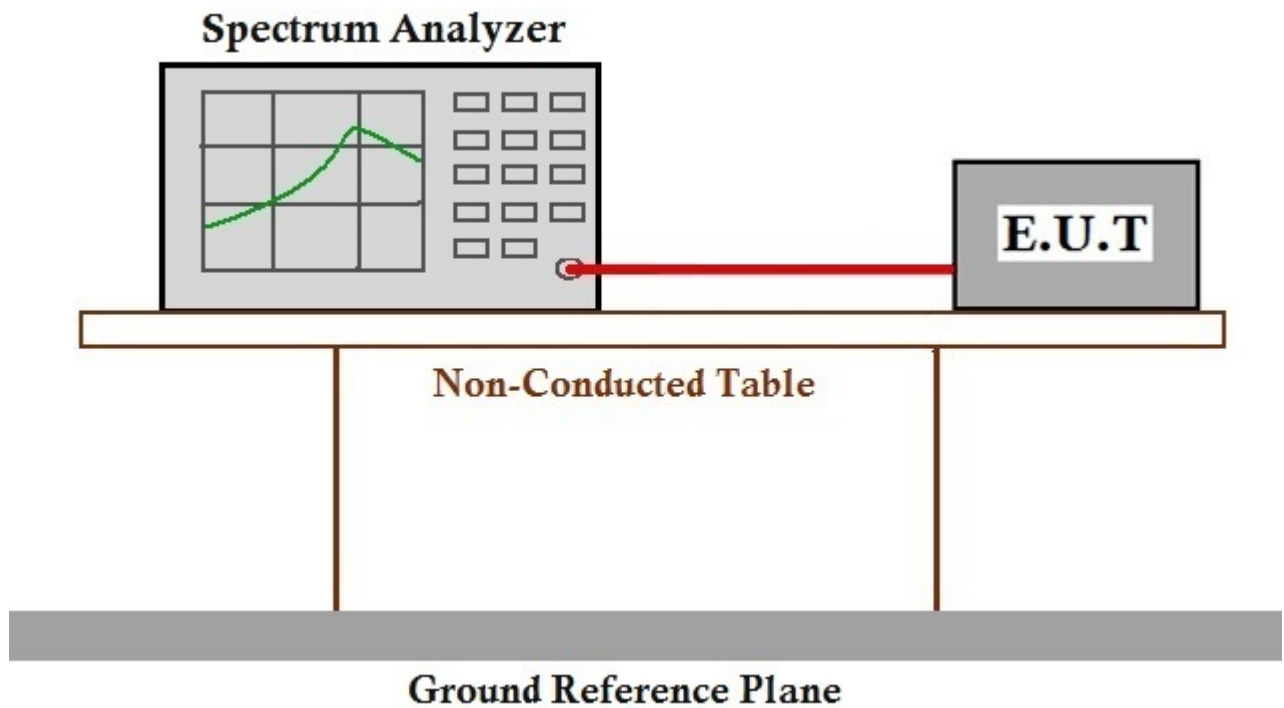 Spectrum Analyzer
E.U.T
Non-Conducted Table
Ground Reference Plane